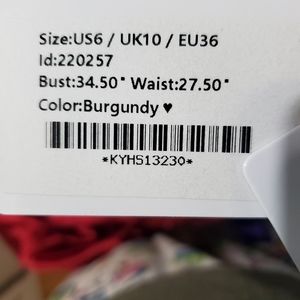 Size:US6 / UK10 / EU36
Id:220257
Bust:34.50" Waist:27.50"
Color:Burgundy ♥
*KYHS13230*